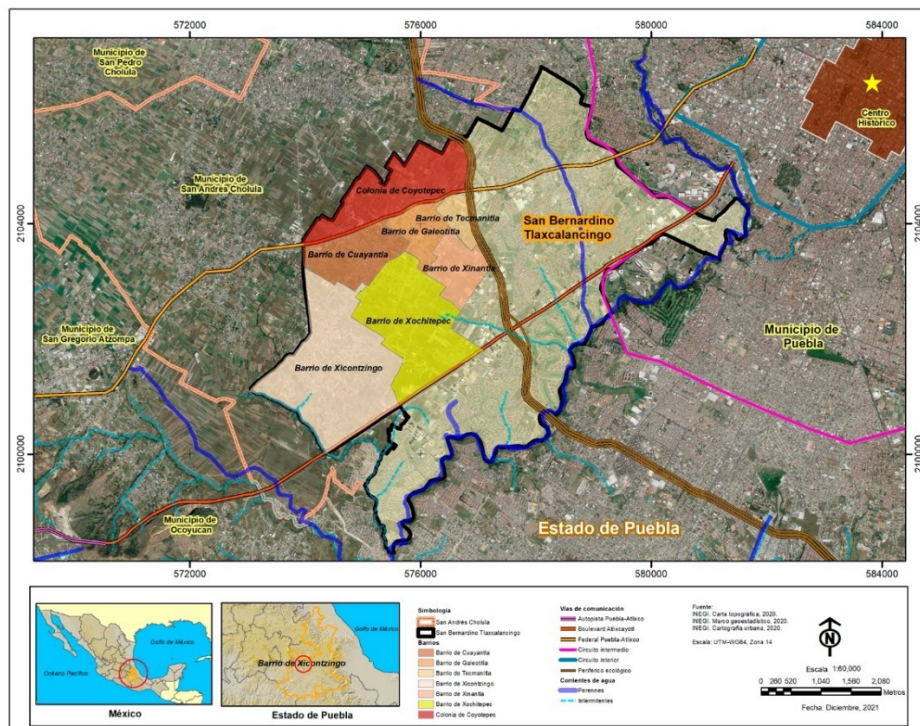 572000
576000
580000
584000
Municipio de
San Pedro
Cholula
Centro
Histórico
Municipio de
San Andrés Cholula
Colonia de Coyotepec
2104000
2104000
Barrio de Tecmanitla
Barrio de Galeotitla
San Bernardino
Tlaxcalancingo
Barrio de Cuayantla
Barrio de Xinantla
Municipio de
San Gregorio Atzompa
Barrio de Xochitepec
Municipio de
Puebla
Barrio de Xicontzingo
2100000
2100000
Municipio de
Ocoyucan
Estado de Puebla
572000
576000
580000
584000
Golfo de México
Océano Pacífico
México
Golfo de México
Barrio de Xicontzingo
Estado de Puebla
Simbología
San Andrés Cholula
San Bernardino Tlaxcalancingo
Barrios
Barrio de Cuayantla
Barrio de Galeotitla
Barrio de Tecmanitla
Barrio de Xicontzingo
Barrio de Xinantla
Barrio de Xochitepec
Colonia de Coyotepec
Vías de comunicación
Autopista Puebla-Atlixco
Boulevard Atlixcayotl
Federal Puebla-Atlixco
Circuito intermedio
Circuito interior
Periférico ecológico
Corrientes de agua
Perennes
Intermitentes
Fuente:
INEGI. Carta topográfica, 2020.
INEGI. Marco geoestadístico, 2020.
INEGI. Cartografía urbana, 2020.
Escala: UTM-WG84, Zona 14
N
Escala 1:60,000
0 260 520 1,040 1,560 2,080
m
Fecha: Diciembre, 2021